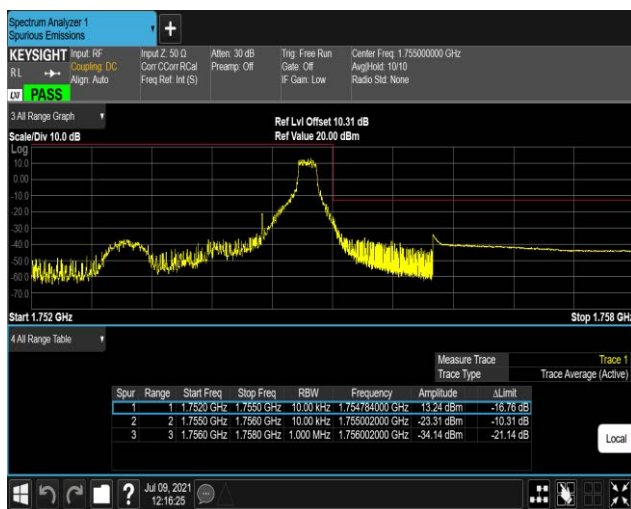 Spectrum Analyzer 1
Spurious Emissions
+
KEYSIGHT Input: RF Input Z: 50 Ω Atten: 30 dB Trig: Free Run Center Freq: 1.755000000 GHz
RL Coupling: DC Corr CCorr RCal Preamp: Off Gate: Off Avg|Hold: 10/10
Align: Auto Freq Ref: Int (S) IF Gain: Low Radio Std: None
LXI PASS
3 All Range Graph
Ref Lvl Offset 10.31 dB
Scale/Div 10.0 dB Ref Value 20.00 dBm
Log
10.0
0.00
-10.0
-20.0
-30.0
-40.0
-50.0
-60.0
-70.0
Start 1.752 GHz Stop 1.758 GHz
4 All Range Table
Measure Trace Trace 1
Trace Type Trace Average (Active)
Spur Range Start Freq Stop Freq RBW Frequency Amplitude ΔLimit
1 1 1.7520 GHz 1.7550 GHz 10.00 kHz 1.754784000 GHz 13.24 dBm -16.76 dB
2 2 1.7550 GHz 1.7560 GHz 10.00 kHz 1.755002000 GHz -23.31 dBm -10.31 dB
3 3 1.7560 GHz 1.7580 GHz 1.000 MHz 1.756002000 GHz -34.14 dBm -21.14 dB
Local
? Jul 09, 2021
12:16:25